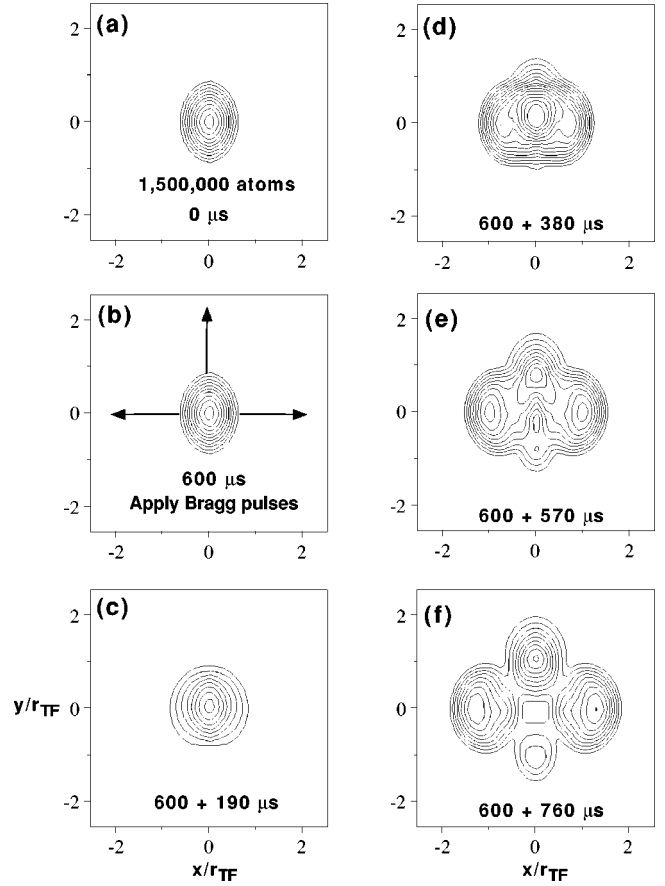 (a)
2
0
-2
1,500,000 atoms
0 μs
-2 0 2
(b)
2
0
-2
600 μs
Apply Bragg pulses
-2 0 2
(c)
2
0
-2
y/rTF
600 + 190 μs
-2 0 2
x/rTF
(d)
2
0
-2
600 + 380 μs
-2 0 2
(e)
2
0
-2
600 + 570 μs
-2 0 2
(f)
2
0
-2
600 + 760 μs
-2 0 2
x/rTF